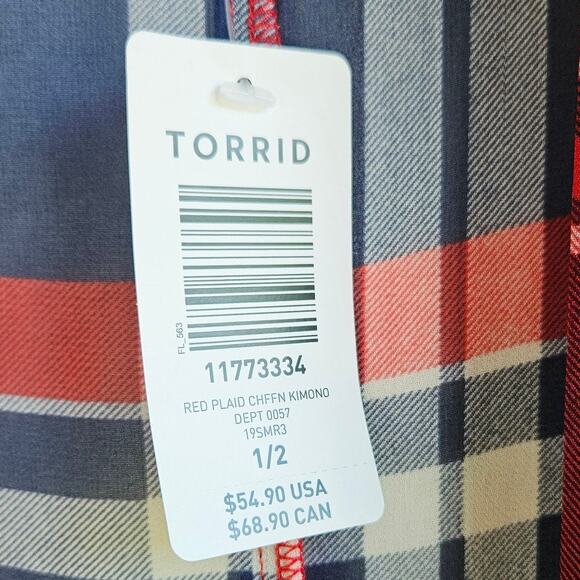 TORRID
FL_563
11773334
RED PLAID CHFFN KIMONO
DEPT 0057
19SMR3
1/2
$54.90 USA
$68.90 CAN